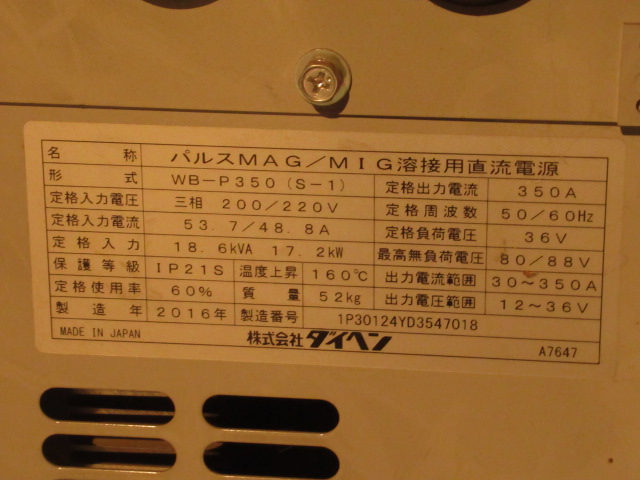 名称 パルスMAG/MIG溶接用直流電源
形式 WB-P350 (S-1) 定格出力電流 350A
定格入力電圧 三相 200/220V 定格周波数 50/60Hz
定格入力電流 53.7/48.8A 定格負荷電圧 36V
定格入力 18.6kVA 17.2kW 最高無負荷電圧 80/88V
保護等級 IP21S 温度上昇 160℃ 出力電流範囲 30~350A
定格使用率 60% 質量 52kg 出力電圧範囲 12~36V
製造年 2016年 製造番号 1P30124YD3547018
MADE IN JAPAN 株式会社ダイヘン A7647